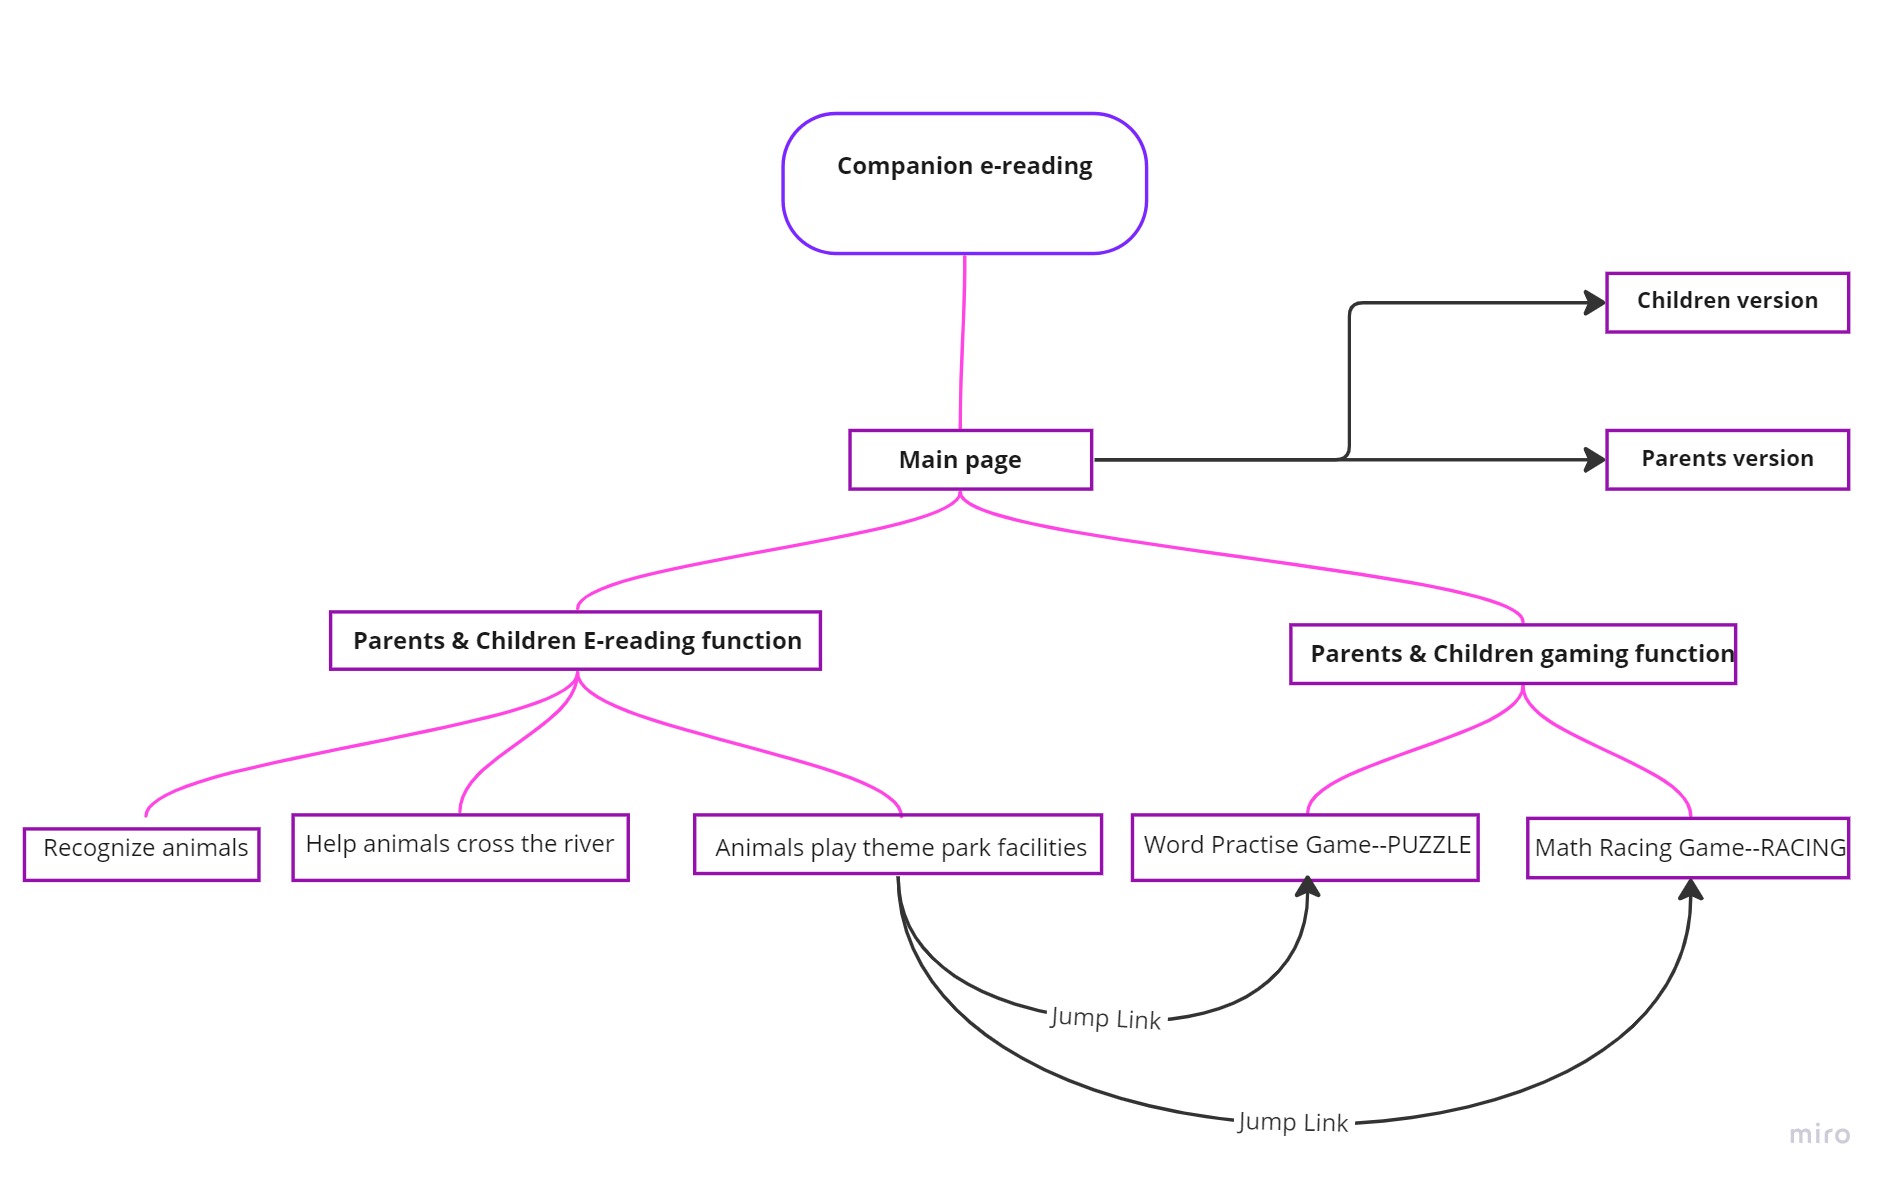 Companion e-reading
Children version
Main page
Parents version
Parents & Children E-reading function
Parents & Children gaming function
Recognize animals
Help animals cross the river
Animals play theme park facilities
Word Practise Game--PUZZLE
Math Racing Game--RACING
Jump Link
Jump Link
miro